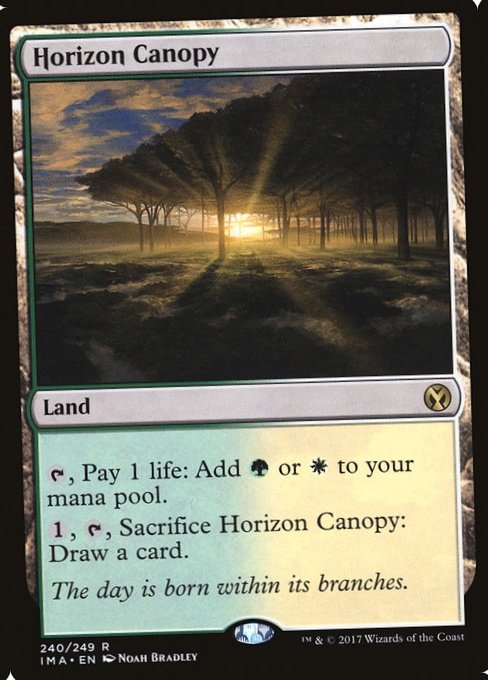 Horizon Canopy
Land
, Pay 1 life: Add or to your
mana pool.
1, , Sacrifice Horizon Canopy:
Draw a card.
The day is born within its branches.
240/249 R
IMA • EN Noah Bradley
™ & © 2017 Wizards of the Coast